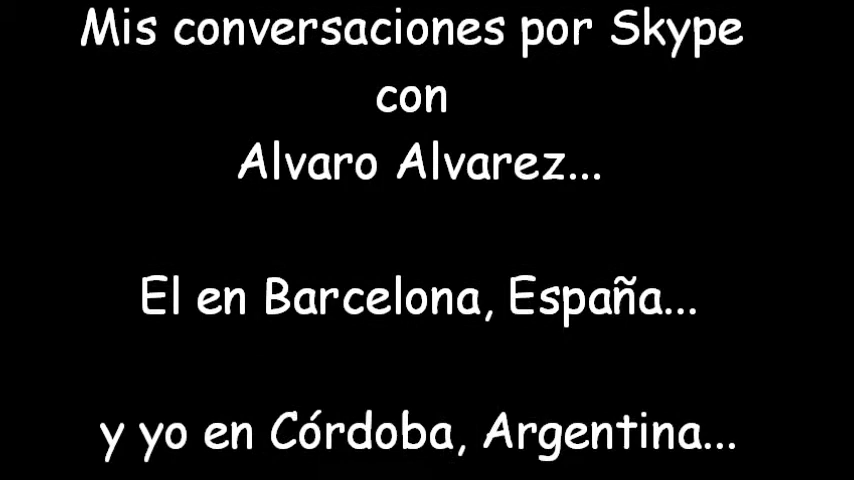 Mis conversaciones por Skype
con
Alvaro Alvarez...
El en Barcelona, España...
y yo en Córdoba, Argentina...